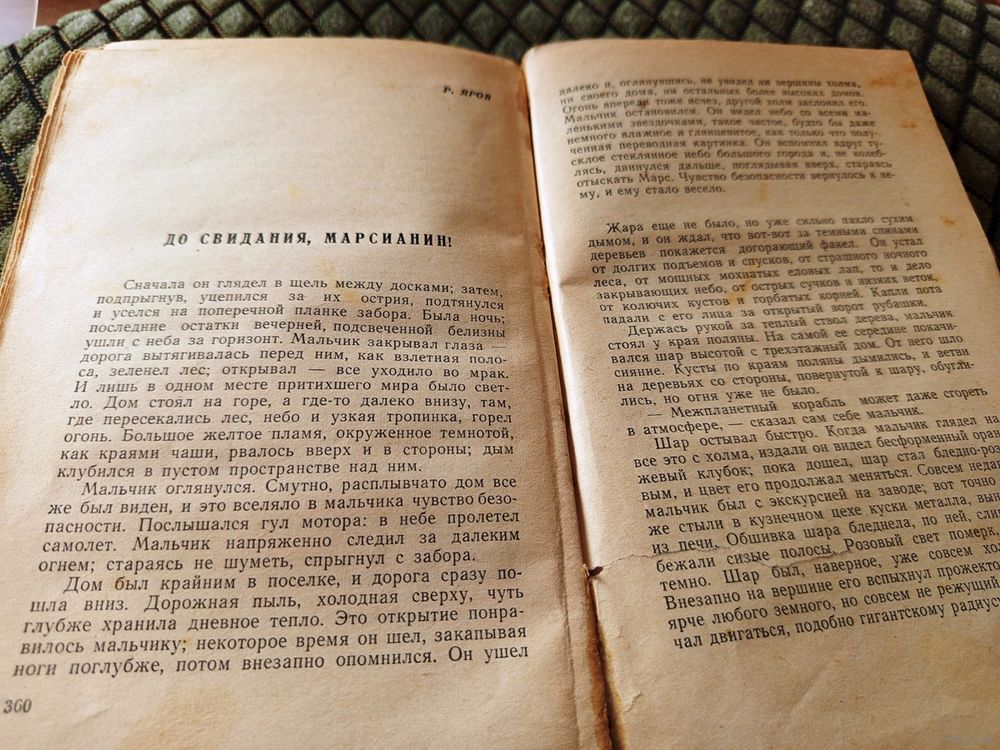 Р. ЯРОВ
ДО СВИДАНИЯ, МАРСИАНИН!
Сначала он глядел в щель между досками; затем,
подпрыгнув, уцепился за их острия, подтянулся
и уселся на поперечной планке забора. Была ночь;
последние остатки вечерней, подсвеченной белизны
ушли с неба за горизонт. Мальчик закрывал глаза —
дорога вытягивалась перед ним, как взлетная поло-
са, зеленел лес; открывал — все уходило во мрак.
И лишь в одном месте притихшего мира было свет-
ло. Дом стоял на горе, а где-то далеко внизу, там,
где пересекались лес, небо и узкая тропинка, горел
огонь. Большое желтое пламя, окруженное темнотой,
как краями чаши, рвалось вверх и в стороны; дым
клубился в пустом пространстве над ним.
Мальчик оглянулся. Смутно, расплывчато дом все
же был виден, и это вселяло в мальчика чувство безо-
пасности. Послышался гул мотора: в небе пролетел
самолет. Мальчик напряженно следил за далеким
огнем; стараясь не шуметь, спрыгнул с забора.
Дом был крайним в поселке, и дорога сразу по-
шла вниз. Дорожная пыль, холодная сверху, чуть
глубже хранила дневное тепло. Это открытие понра-
вилось мальчику; некоторое время он шел, закапывая
ноги поглубже, потом внезапно опомнился. Он ушел
360
далеко и, оглянувшись, не увидел ни вершины холма,
ни своего дома, ни остальных более высоких домов.
Огонь впереди тоже исчез, другой холм заслонил его.
Мальчик остановился. Он видел небо со всеми ма-
ленькими звездочками, такое чистое, будто бы даже
немного влажное и глянцевитое, как только что полу-
ченная переводная картинка. Он вспомнил вдруг ту-
склое стеклянное небо большого города и, не колеб-
лясь, двинулся дальше, поглядывая вверх, стараясь
отыскать Марс. Чувство безопасности вернулось к не-
му, и ему стало весело.
Жара еще не было, но уже сильно пахло сухим
дымом, и он ждал, что вот-вот за темными спинами
деревьев покажется догорающий факел. Он устал
от долгих подъемов и спусков, от страшного ночного
леса, от мощных мохнатых еловых лап, то и дело
закрывающих небо, от острых сучков и низких веток,
от колючих кустов и горбатых корней. Капли пота
падали с его лица за открытый ворот рубашки.
Держась рукой за теплый ствол дерева, мальчик
стоял у края поляны. На самой ее середине покачи-
вался шар высотой с трехэтажный дом. От него шло
сияние. Кусты по краям поляны дымились, и ветви
на деревьях со стороны, повернутой к шару, обугли-
лись, но огня уже не было.
— Межпланетный корабль может даже сгореть
в атмосфере, — сказал сам себе мальчик.
Шар остывал быстро. Когда мальчик глядел на
все это с холма, издали он видел бесформенный оран
жевый клубок; пока дошел, шар стал бледно-роз
вым, и цвет его продолжал меняться. Совсем неда
мальчик был с экскурсией на заводе; вот точно
же стыли в кузнечном цехе куски металла, вын
из печи. Обшивка шара бледнела, по ней, сли
бежали сизые полосы. Розовый свет померк,
темно. Шар был, наверное, уже совсем хо
Внезапно на вершине его вспыхнул прожекто
ярче любого земного, но совсем не режущий
чал двигаться, подобно гигантскому радиус